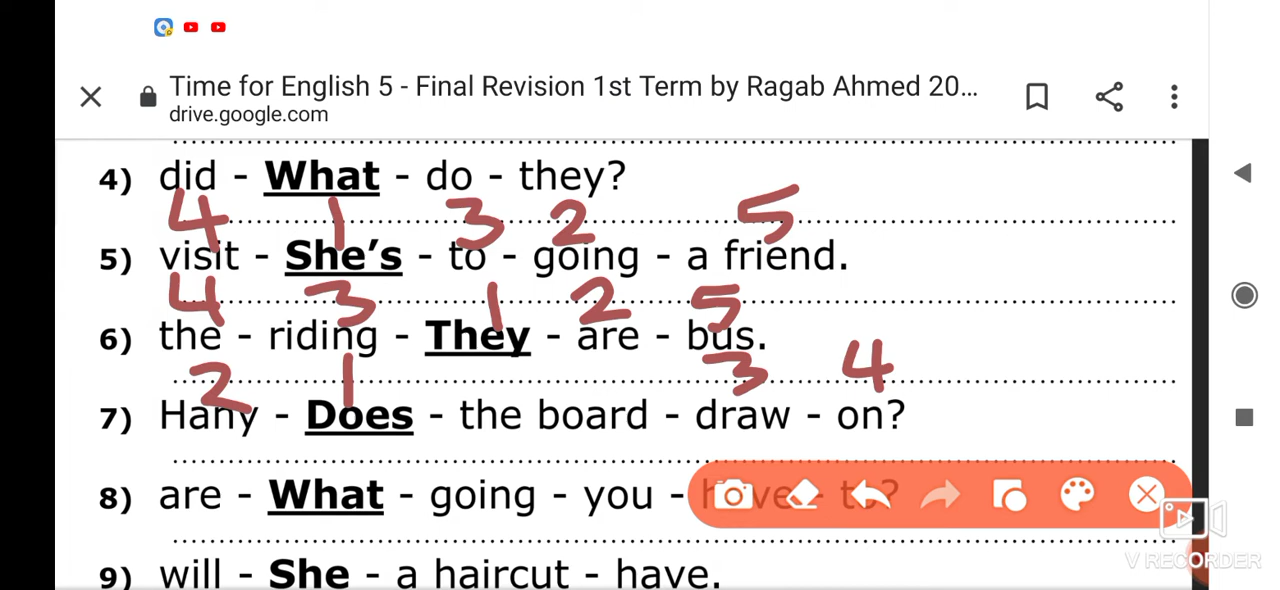 Time for English 5 - Final Revision 1st Term by Ragab Ahmed 20...
drive.google.com
4) did - What - do - they?
4 1 3 2 5
5) visit - She's - to - going - a friend.
4 3 1 2 5
6) the - riding - They - are - bus.
2 1 3 4
7) Hany - Does - the board - draw - on?
8) are - What - going - you - have - to?
9) will - She - a haircut - have.
V RECORDER